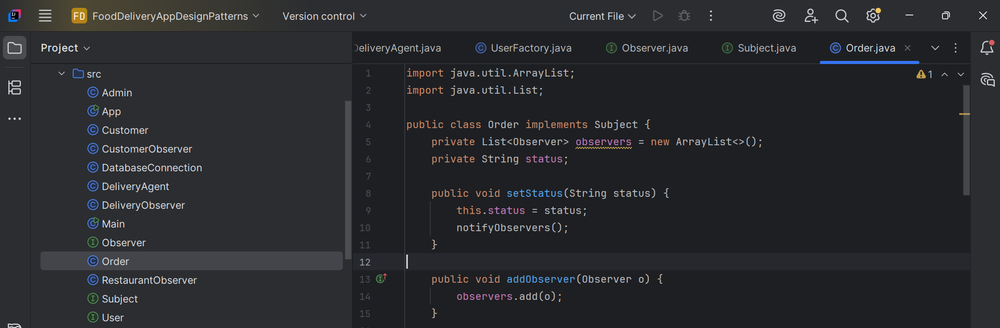 FD FoodDeliveryAppDesignPatterns Version control Current File
Project
DeliveryAgent.java UserFactory.java Observer.java Subject.java Order.java
src
Admin
App
Customer
CustomerObserver
DatabaseConnection
DeliveryAgent
DeliveryObserver
Main
Observer
Order
RestaurantObserver
Subject
User
1 import java.util.ArrayList;
2 import java.util.List;
3
4 public class Order implements Subject {
5 private List<Observer> observers = new ArrayList<>();
6 private String status;
7
8 public void setStatus(String status) {
9 this.status = status;
10 notifyObservers();
11 }
12
13 public void addObserver(Observer o) {
14 observers.add(o);
15 }
1